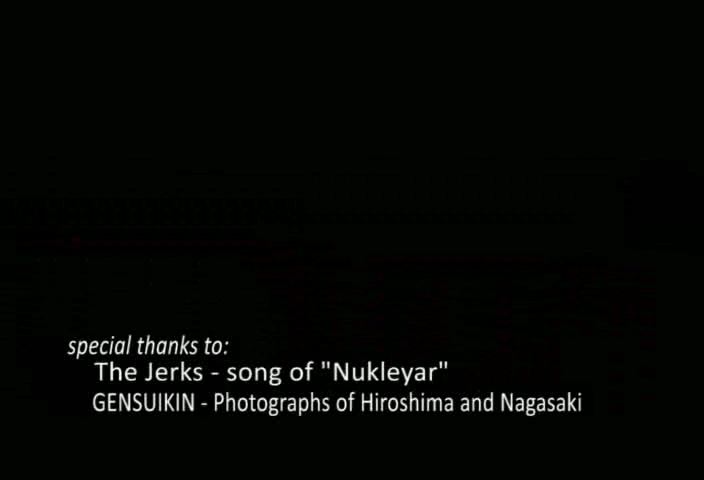 special thanks to:
The Jerks - song of "Nukleyar"
GENSUIKIN - Photographs of Hiroshima and Nagasaki